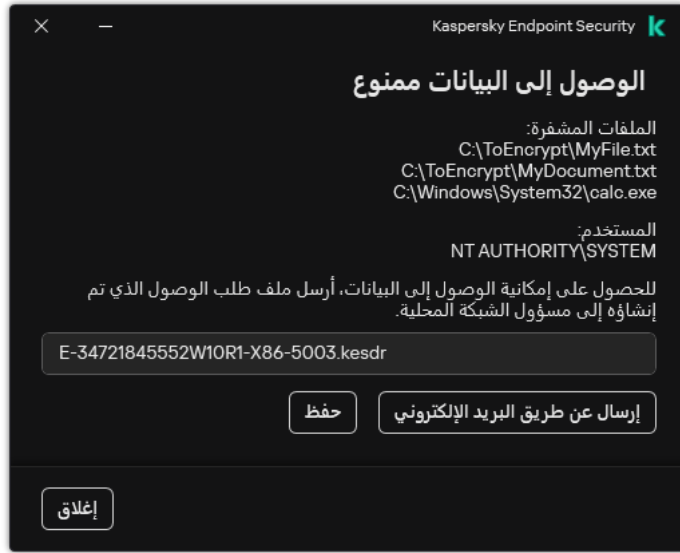 Kaspersky Endpoint Security
الوصول إلى البيانات ممنوع
الملفات المشفرة:
C:\ToEncrypt\MyFile.txt
C:\ToEncrypt\MyDocument.txt
C:\Windows\System32\calc.exe
المستخدم:
NT AUTHORITY\SYSTEM
للحصول على إمكانية الوصول إلى البيانات، أرسل ملف طلب الوصول الذي تم
إنشاؤه إلى مسؤول الشبكة المحلية.
E-34721845552W10R1-X86-5003.kesdr
إرسال عن طريق البريد الإلكتروني
حفظ
إغلاق